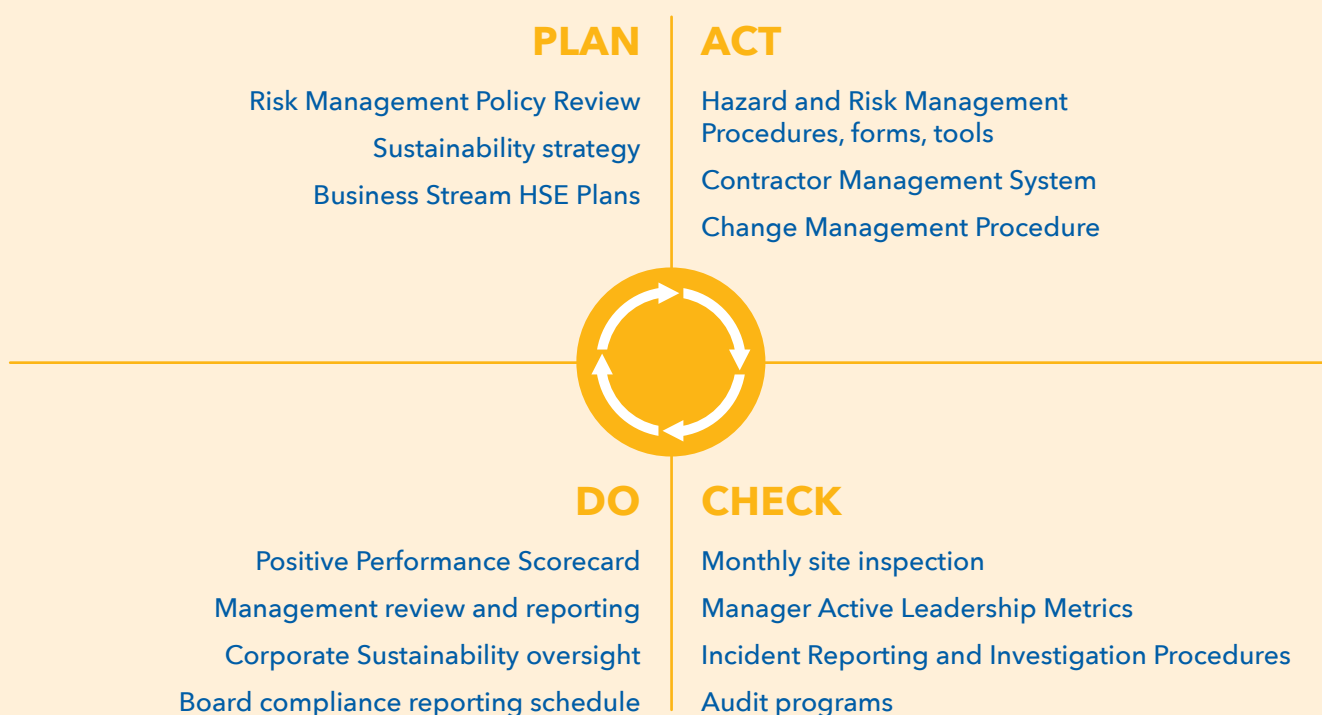 PLAN
Risk Management Policy Review
Sustainability strategy
Business Stream HSE Plans
ACT
Hazard and Risk Management
Procedures, forms, tools
Contractor Management System
Change Management Procedure
DO
Positive Performance Scorecard
Management review and reporting
Corporate Sustainability oversight
Board compliance reporting schedule
CHECK
Monthly site inspection
Manager Active Leadership Metrics
Incident Reporting and Investigation Procedures
Audit programs